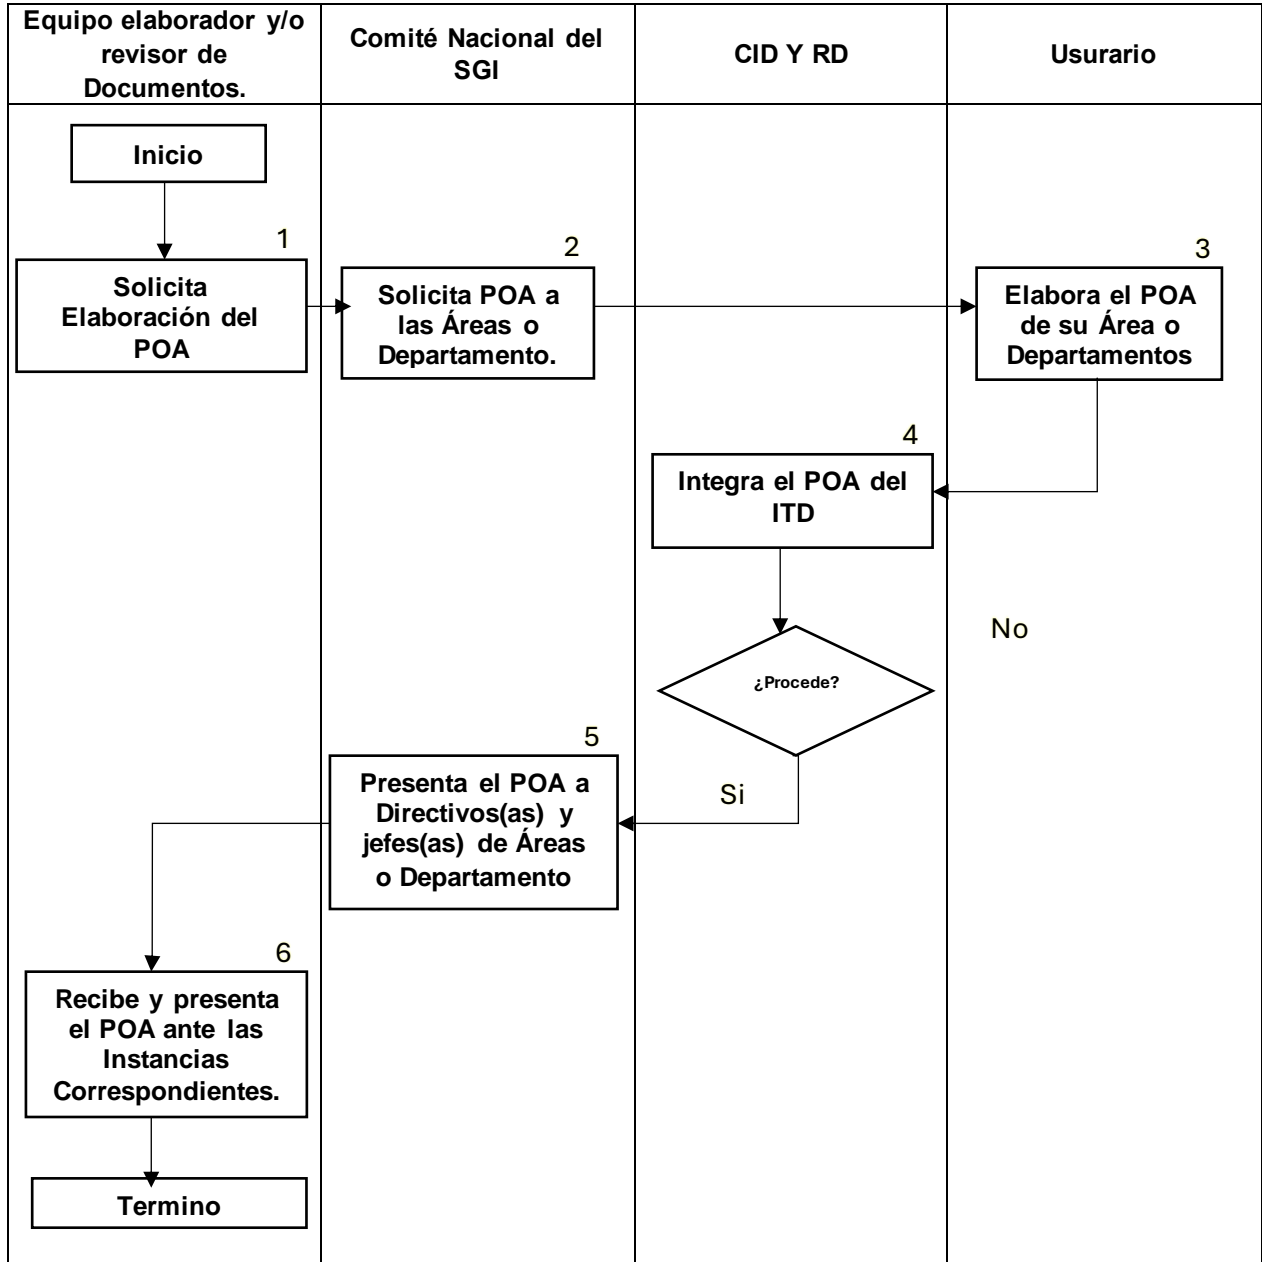 Equipo elaborador y/o
revisor de
Documentos.
Comité Nacional del
SGI
CID Y RD
Usurario
Inicio
1
Solicita
Elaboración del
POA
2
Solicita POA a
las Áreas o
Departamento.
3
Elabora el POA
de su Área o
Departamentos
4
Integra el POA del
ITD
No
¿Procede?
Si
5
Presenta el POA a
Directivos(as) y
jefes(as) de Áreas
o Departamento
6
Recibe y presenta
el POA ante las
Instancias
Correspondientes.
Termino